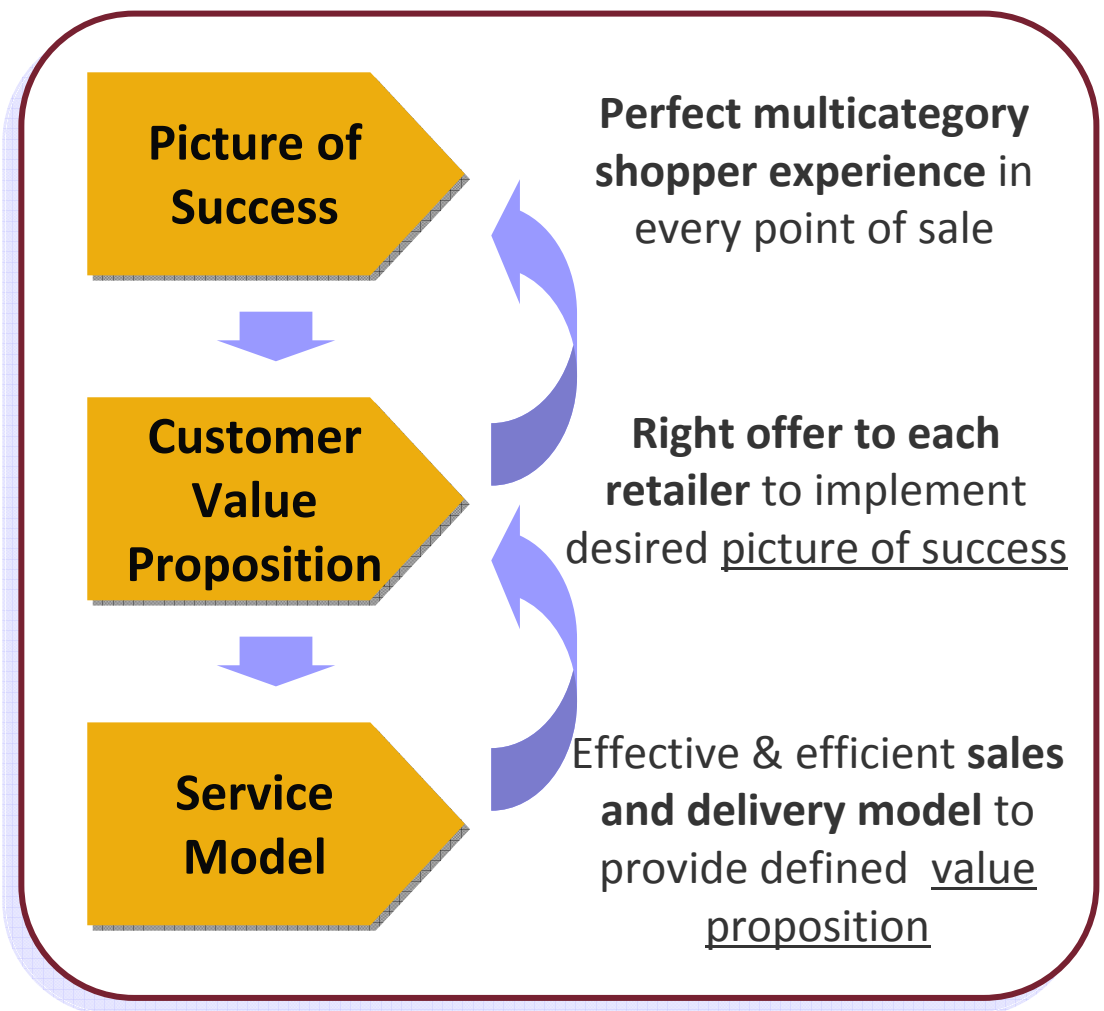 Picture of
Success
Perfect multicategory
shopper experience in
every point of sale
Customer
Value
Proposition
Right offer to each
retailer to implement
desired picture of success
Service
Model
Effective & efficient sales
and delivery model to
provide defined value
proposition